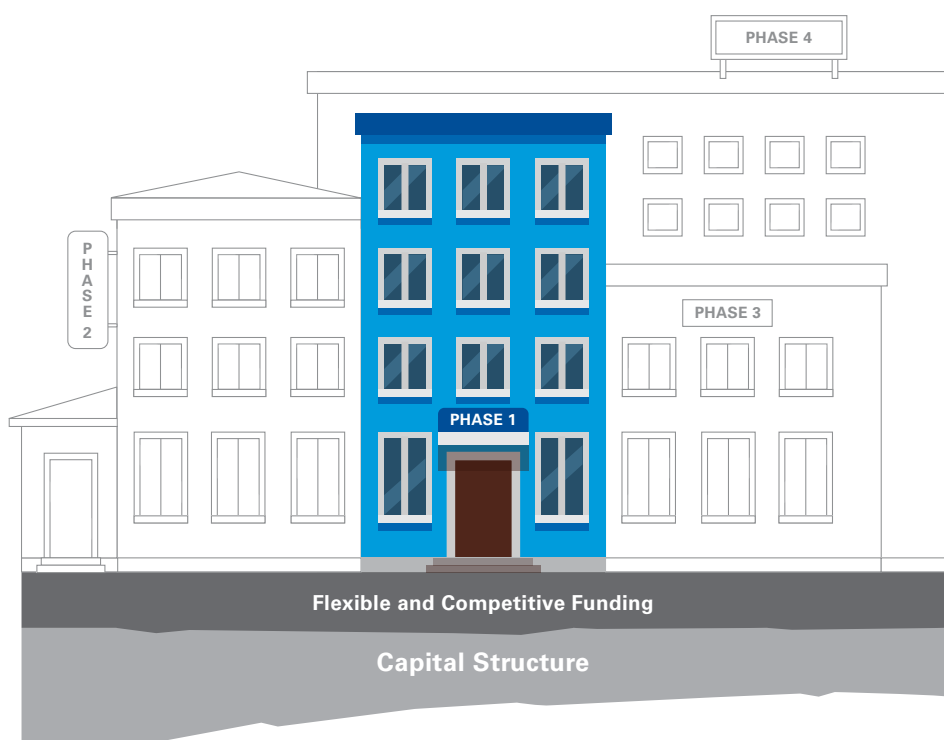 PHASE 4
PHASE 2
PHASE 3
PHASE 1
Flexible and Competitive Funding
Capital Structure